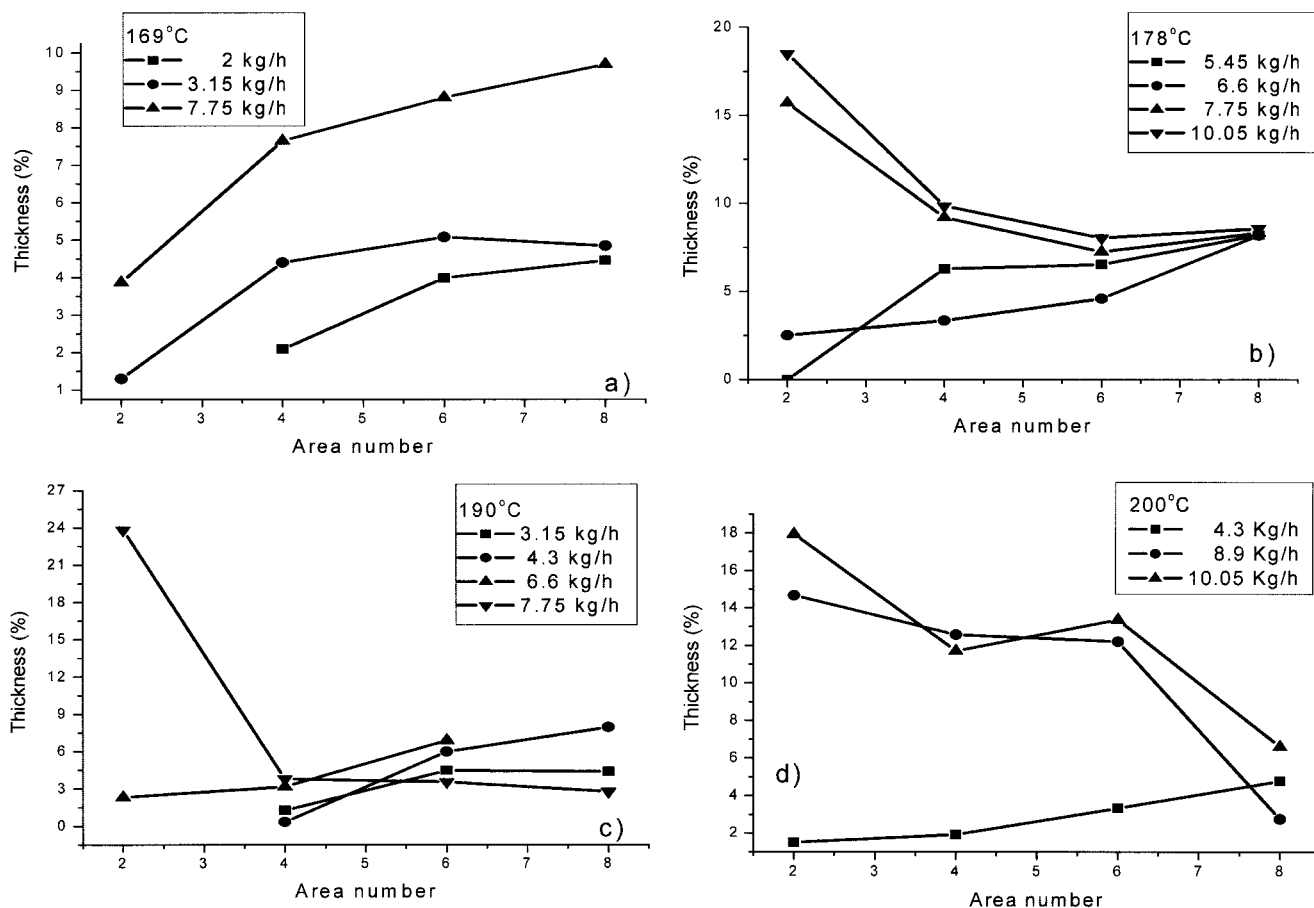 169°C
2 kg/h
3.15 kg/h
7.75 kg/h
Thickness (%)
10
9
8
7
6
5
4
3
2
1
a)
2 3 4 5 6 7 8
Area number
178°C
5.45 kg/h
6.6 kg/h
7.75 kg/h
10.05 kg/h
Thickness (%)
20
15
10
5
0
b)
2 3 4 5 6 7 8
Area number
190°C
3.15 kg/h
4.3 kg/h
6.6 kg/h
7.75 kg/h
Thickness (%)
27
24
21
18
15
12
9
6
3
0
c)
2 3 4 5 6 7 8
Area number
200°C
4.3 Kg/h
8.9 Kg/h
10.05 Kg/h
Thickness (%)
18
16
14
12
10
8
6
4
2
d)
2 3 4 5 6 7 8
Area number